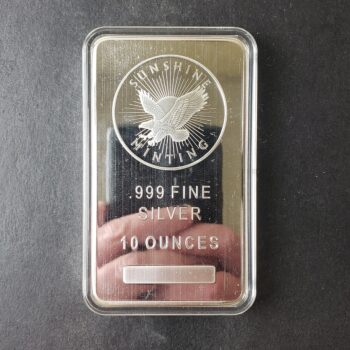 SUNSHINE
MINTING
.999 FINE
SILVER
10 OUNCES